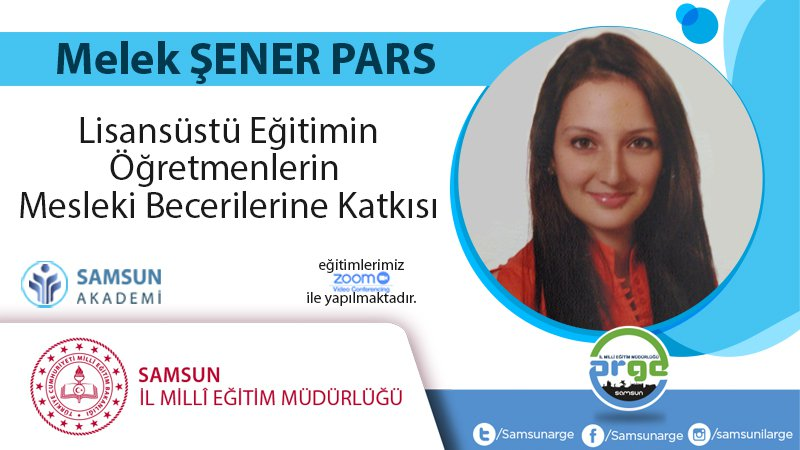 Melek ŞENER PARS
Lisansüstü Eğitimin
Öğretmenlerin
Mesleki Becerilerine Katkısı
SAMSUN
AKADEMİ
eğitimlerimiz
zoom
Video Conferencing
ile yapılmaktadır.
TÜRKİYE CUMHURİYETİ MİLLÎ EĞİTİM BAKANLIĞI
SAMSUN
İL MİLLÎ EĞİTİM MÜDÜRLÜĞÜ
İL MİLLİ EĞİTİM MÜDÜRLÜĞÜ
arge
samsun
/Samsunarge
/Samsunarge
/samsunilarge